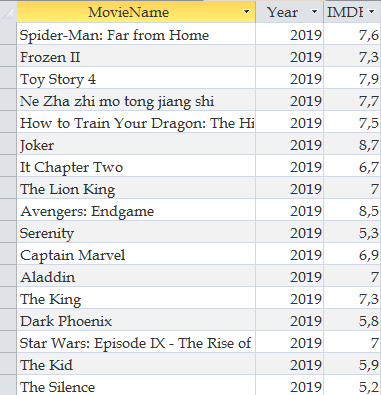 MovieName Year IMDI
Spider-Man: Far from Home 2019 7,6
Frozen II 2019 7,3
Toy Story 4 2019 7,9
Ne Zha zhi mo tong jiang shi 2019 7,7
How to Train Your Dragon: The Hi 2019 7,5
Joker 2019 8,7
It Chapter Two 2019 6,7
The Lion King 2019 7
Avengers: Endgame 2019 8,5
Serenity 2019 5,3
Captain Marvel 2019 6,9
Aladdin 2019 7
The King 2019 7,3
Dark Phoenix 2019 5,8
Star Wars: Episode IX - The Rise of 2019 7
The Kid 2019 5,9
The Silence 2019 5,2